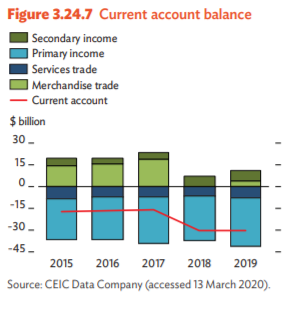 Figure 3.24.7 Current account balance
Secondary income
Primary income
Services trade
Merchandise trade
Current account
$ billion
30
15
0
-15
-30
-45
2015 2016 2017 2018 2019
Source: CEIC Data Company (accessed 13 March 2020).